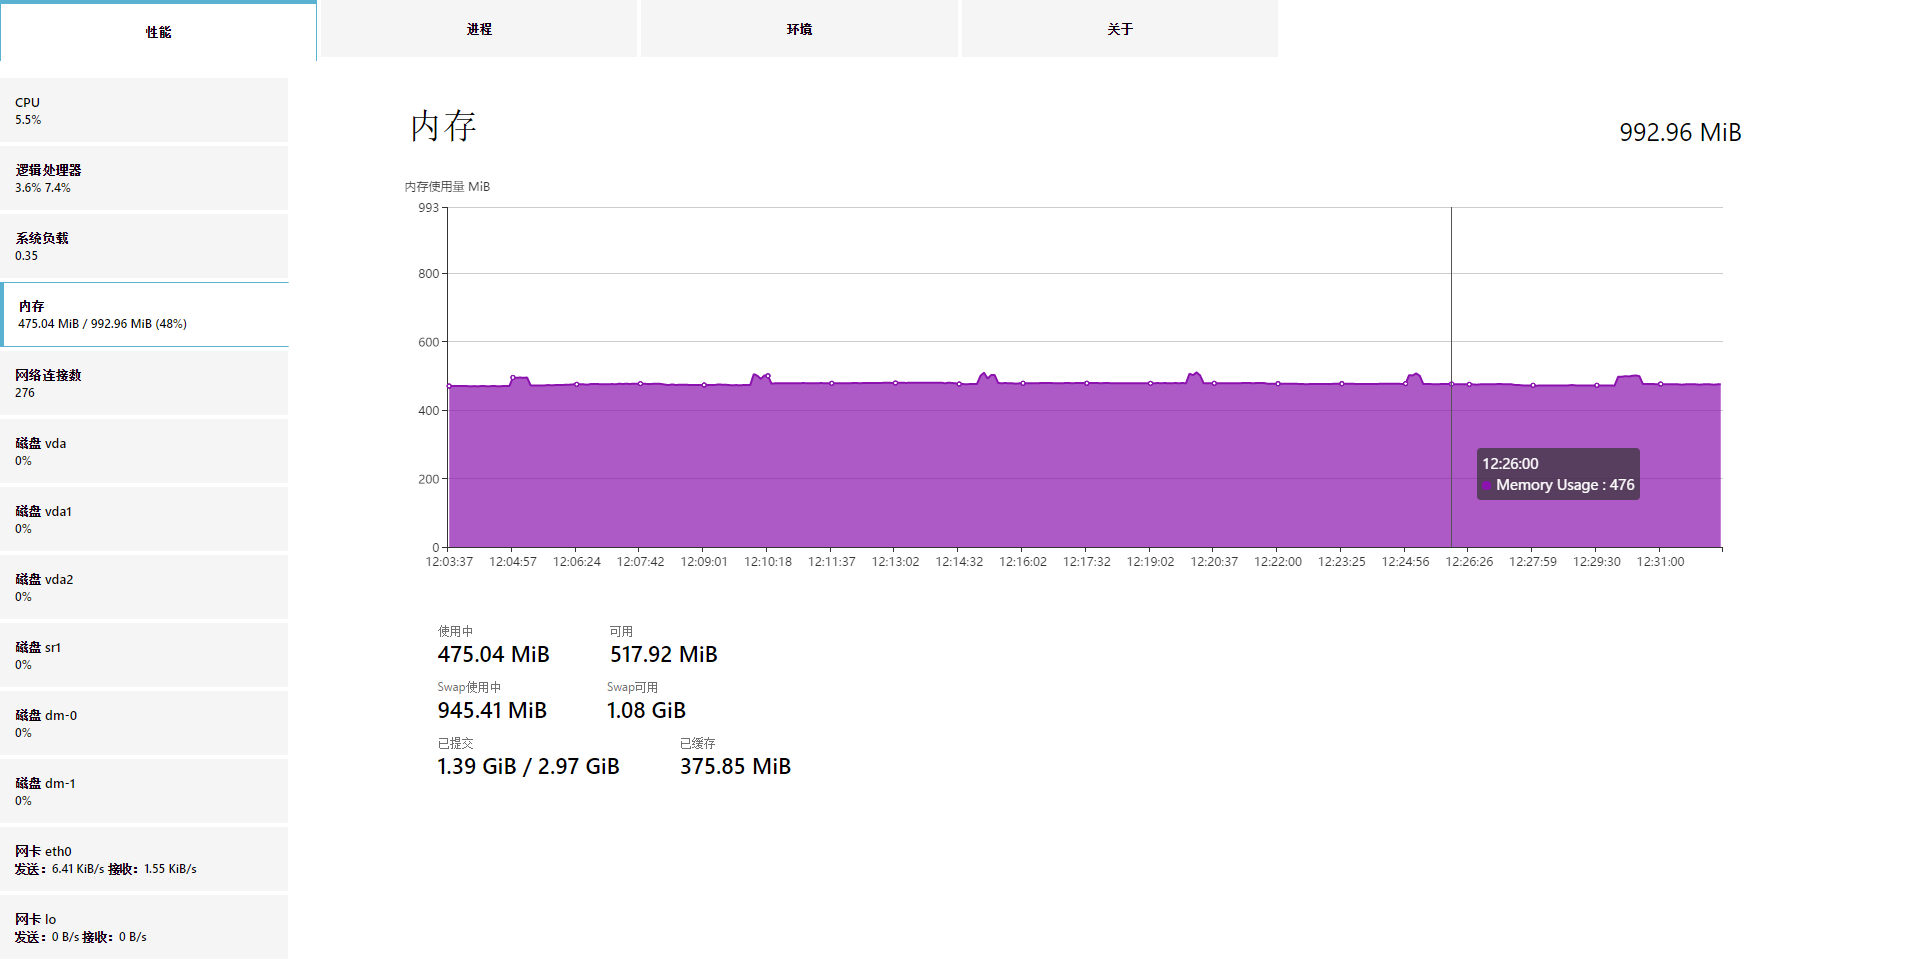 性能
进程
环境
关于
CPU
5.5%
逻辑处理器
3.6% 7.4%
系统负载
0.35
内存
475.04 MiB / 992.96 MiB (48%)
网络连接数
276
磁盘 vda
0%
磁盘 vda1
0%
磁盘 vda2
0%
磁盘 sr1
0%
磁盘 dm-0
0%
磁盘 dm-1
0%
网卡 eth0
发送：6.41 KiB/s 接收：1.55 KiB/s
网卡 lo
发送：0 B/s 接收：0 B/s
内存
992.96 MiB
内存使用量 MiB
993
800
600
400
200
0
12:26:00
Memory Usage : 476
12:03:37 12:04:57 12:06:24 12:07:42 12:09:01 12:10:18 12:11:37 12:13:02 12:14:32 12:16:02 12:17:32 12:19:02 12:20:37 12:22:00 12:23:25 12:24:56 12:26:26 12:27:59 12:29:30 12:31:00
使用中 可用
475.04 MiB 517.92 MiB
Swap使用中 Swap可用
945.41 MiB 1.08 GiB
已提交 已缓存
1.39 GiB / 2.97 GiB 375.85 MiB